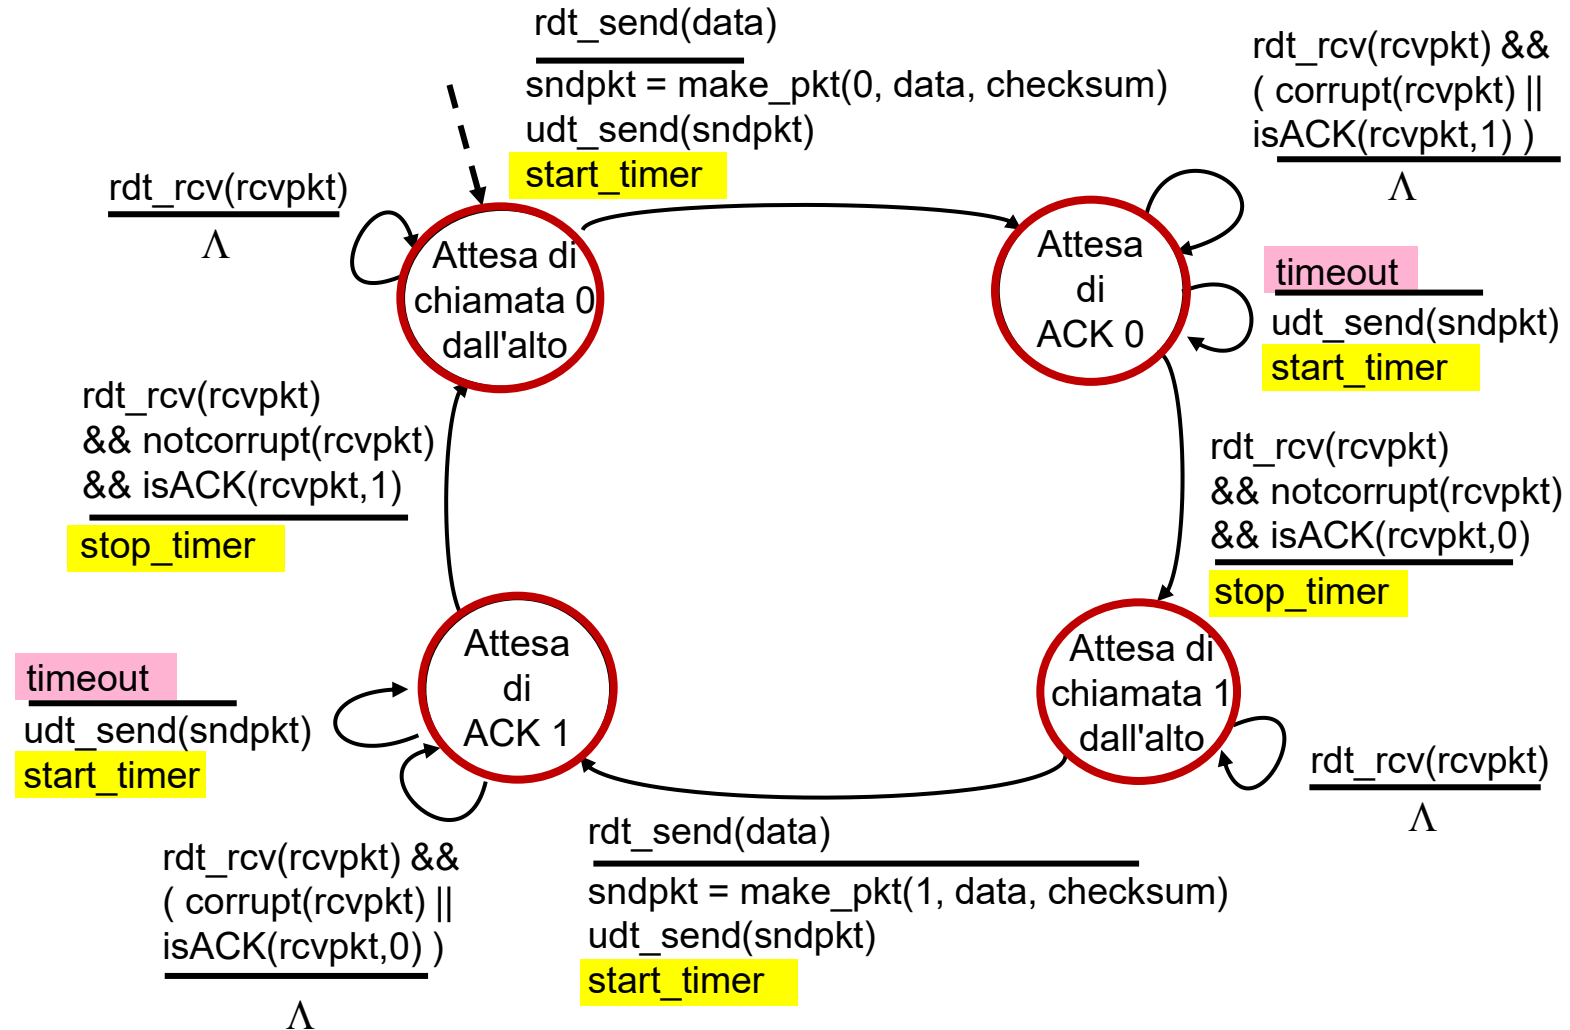 rdt_send(data)
sndpkt = make_pkt(0, data, checksum)
udt_send(sndpkt)
start_timer
rdt_rcv(rcvpkt) &&
( corrupt(rcvpkt) ||
isACK(rcvpkt,1) )
Λ
rdt_rcv(rcvpkt)
Λ
Attesa di
chiamata 0
dall'alto
Attesa
di
ACK 0
timeout
udt_send(sndpkt)
start_timer
rdt_rcv(rcvpkt)
&& notcorrupt(rcvpkt)
&& isACK(rcvpkt,1)
stop_timer
rdt_rcv(rcvpkt)
&& notcorrupt(rcvpkt)
&& isACK(rcvpkt,0)
stop_timer
timeout
udt_send(sndpkt)
start_timer
Attesa
di
ACK 1
Attesa di
chiamata 1
dall'alto
rdt_rcv(rcvpkt)
Λ
rdt_rcv(rcvpkt) &&
( corrupt(rcvpkt) ||
isACK(rcvpkt,0) )
Λ
rdt_send(data)
sndpkt = make_pkt(1, data, checksum)
udt_send(sndpkt)
start_timer